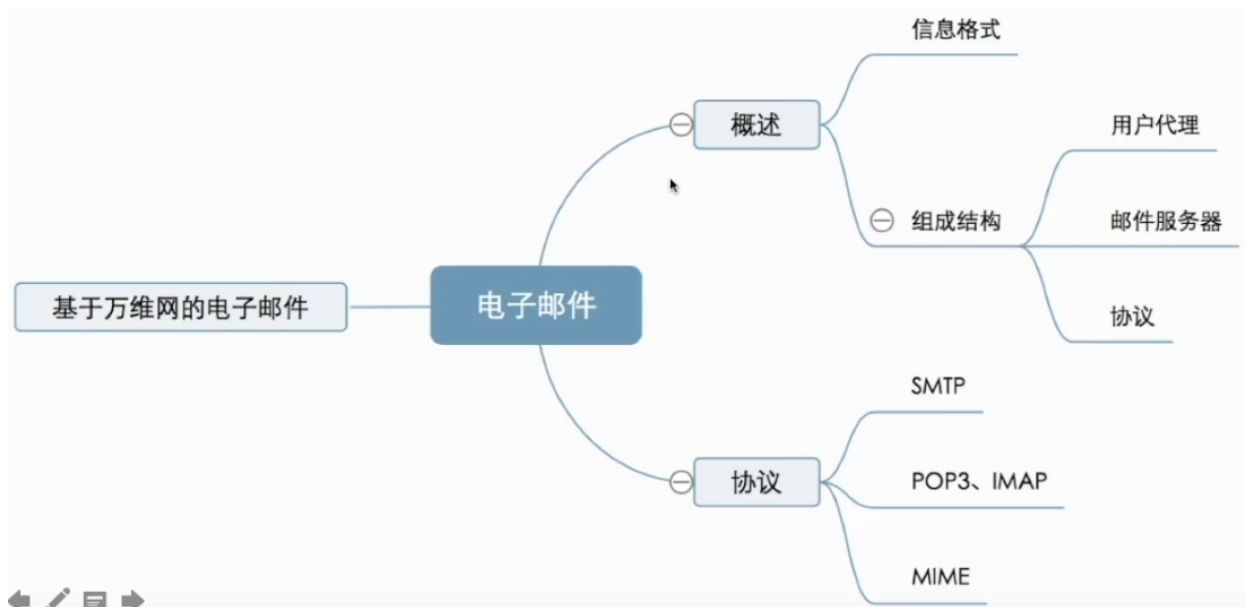 信息格式
概述
用户代理
组成结构
邮件服务器
协议
基于万维网的电子邮件
电子邮件
SMTP
协议
POP3、IMAP
MIME